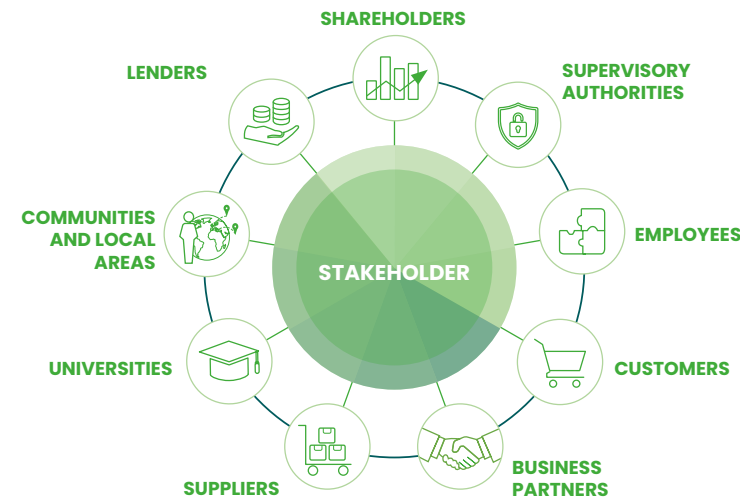 SHAREHOLDERS
SUPERVISORY
AUTHORITIES
EMPLOYEES
CUSTOMERS
BUSINESS
PARTNERS
SUPPLIERS
UNIVERSITIES
COMMUNITIES
AND LOCAL
AREAS
LENDERS
STAKEHOLDER